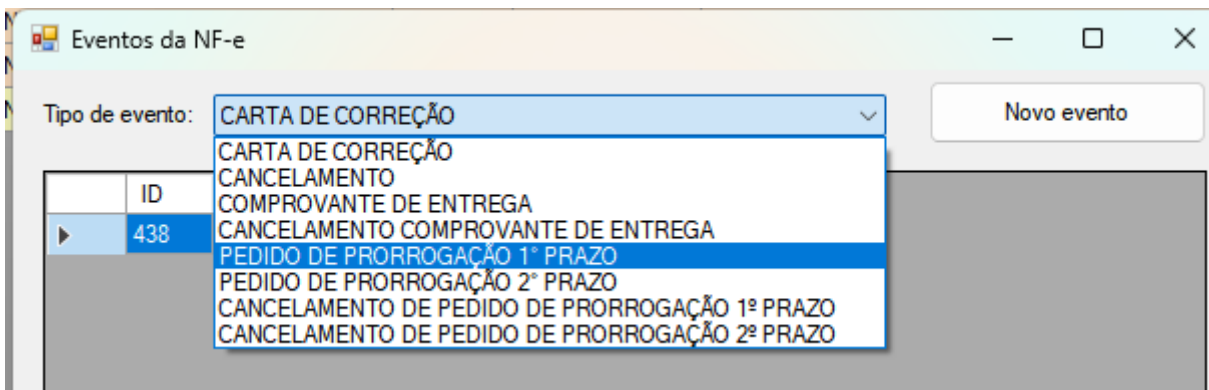 Eventos da NF-e
Tipo de evento: CARTA DE CORREÇÃO Novo evento
CARTA DE CORREÇÃO
CANCELAMENTO
COMPROVANTE DE ENTREGA
CANCELAMENTO COMPROVANTE DE ENTREGA
PEDIDO DE PRORROGAÇÃO 1° PRAZO
PEDIDO DE PRORROGAÇÃO 2° PRAZO
CANCELAMENTO DE PEDIDO DE PRORROGAÇÃO 1º PRAZO
CANCELAMENTO DE PEDIDO DE PRORROGAÇÃO 2º PRAZO
ID
438